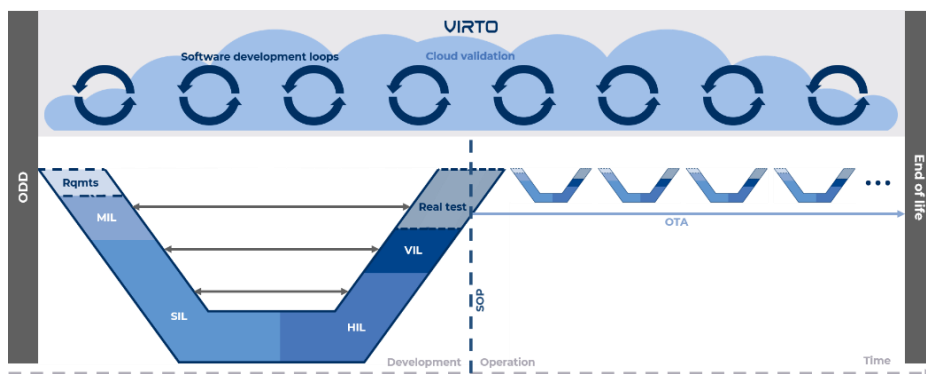 VIRTO
Software development loops
Cloud validation
ODD
Rqmts
MIL
SIL
HIL
VIL
Real test
SOP
OTA
...
End of life
Development
Operation
Time